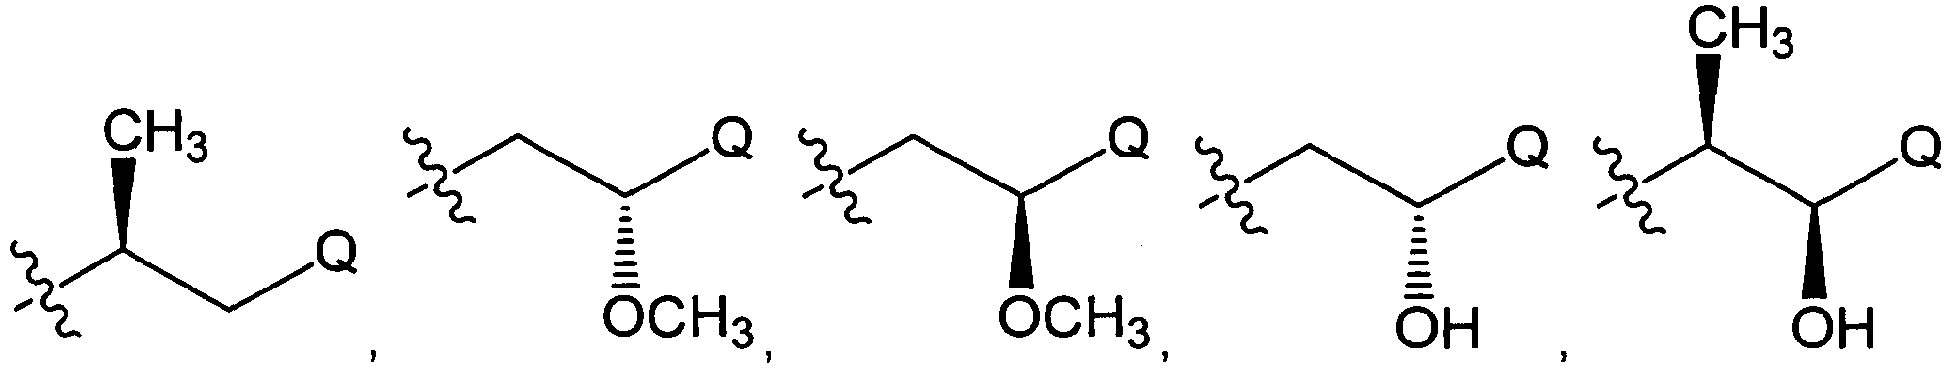 CH3
CH3 Q Q Q Q
Q
OCH3 OCH3 OH OH
, , , ,